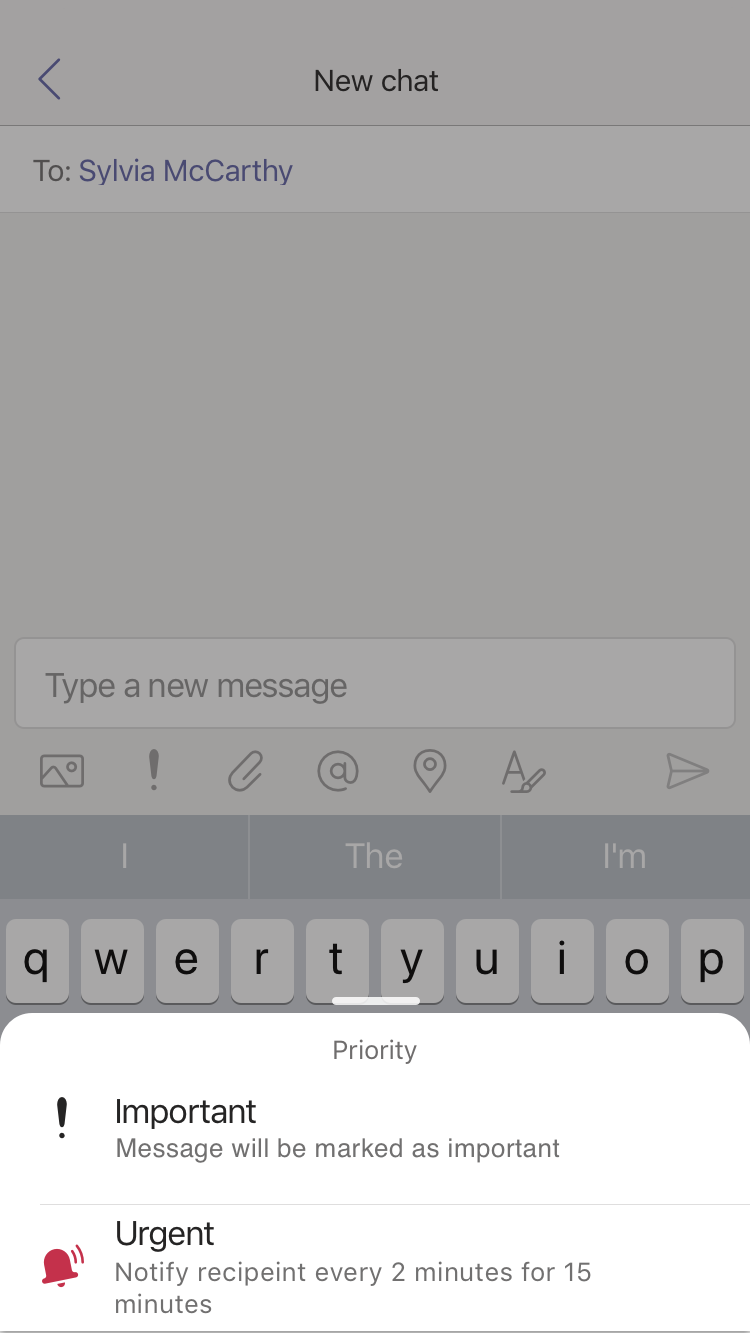 New chat
To: Sylvia McCarthy
Type a new message
I The I'm
q w e r t y u i o p
Priority
Important
Message will be marked as important
Urgent
Notify recipeint every 2 minutes for 15
minutes